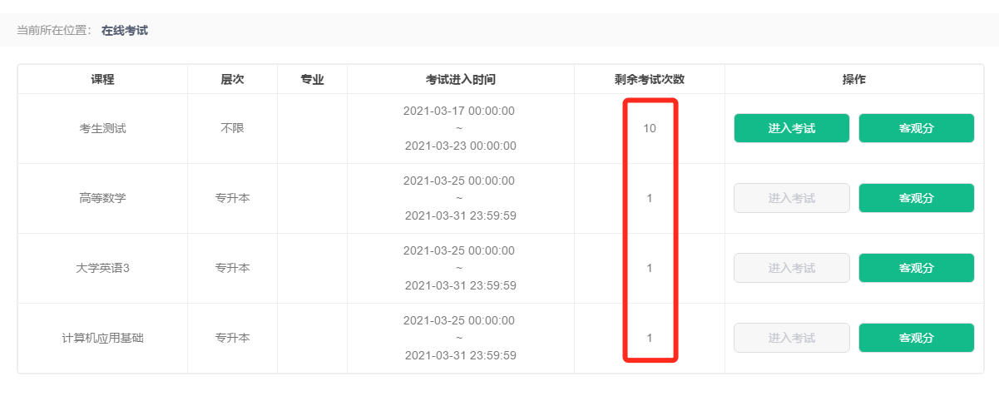 当前所在位置： 在线考试
课程 层次 专业 考试进入时间 剩余考试次数 操作
2021-03-17 00:00:00
考生测试 不限 ~ 10 进入考试 客观分
2021-03-23 00:00:00
2021-03-25 00:00:00
高等数学 专升本 ~ 1 进入考试 客观分
2021-03-31 23:59:59
2021-03-25 00:00:00
大学英语3 专升本 ~ 1 进入考试 客观分
2021-03-31 23:59:59
2021-03-25 00:00:00
计算机应用基础 专升本 ~ 1 进入考试 客观分
2021-03-31 23:59:59